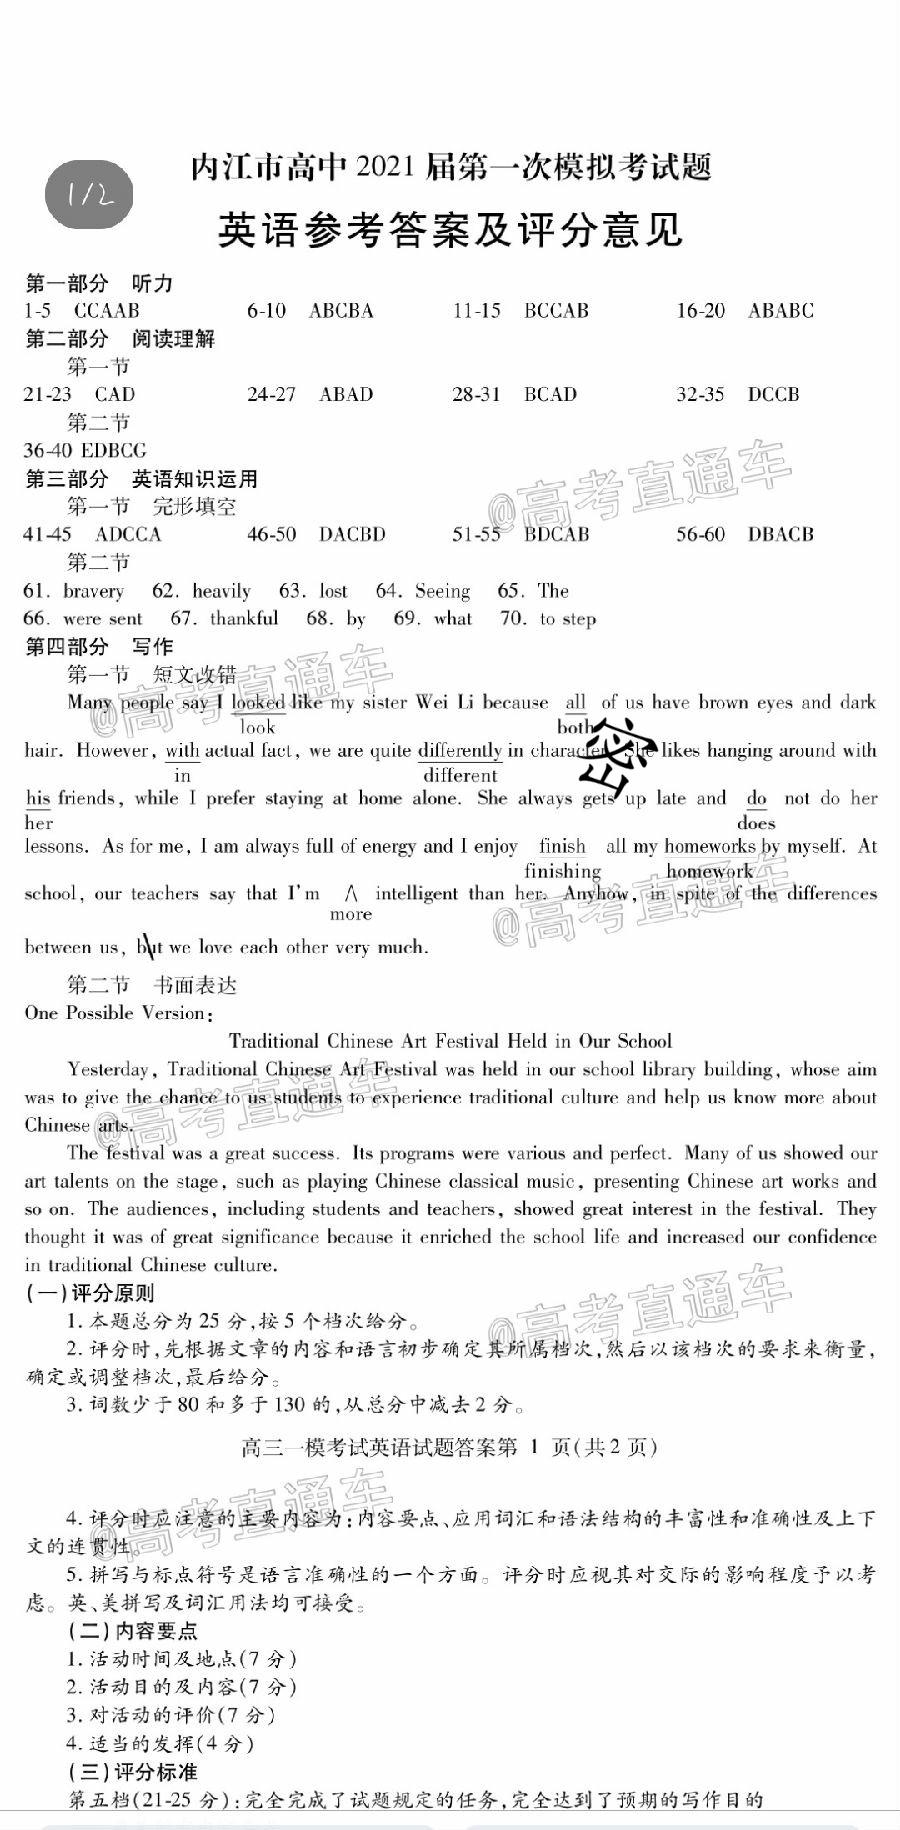 1/2
内江市高中 2021 届第一次模拟考试题
英语参考答案及评分意见
第一部分 听力
1-5 CCAAB 6-10 ABCBA 11-15 BCCAB 16-20 ABABC
第二部分 阅读理解
第一节
21-23 CAD 24-27 ABAD 28-31 BCAD 32-35 DCCB
第二节
36-40 EDBCG
第三部分 英语知识运用
@高考直通车
第一节 完形填空
41-45 ADCCA 46-50 DACBD 51-55 BDCAB 56-60 DBACB
第二节
61. bravery 62. heavily 63. lost 64. Seeing 65. The
66. were sent 67. thankful 68. by 69. what 70. to step
第四部分 写作
第一节 短文改错
@高考直通车
Many people say I looked like my sister Wei Li because all of us have brown eyes and dark
look both
密
hair. However, with actual fact, we are quite differently in character. She likes hanging around with
in different
his friends, while I prefer staying at home alone. She always gets up late and do not do her
her does
lessons. As for me, I am always full of energy and I enjoy finish all my homeworks by myself. At
finishing homework
school, our teachers say that I'm ∧ intelligent than her. Anyhow, in spite of the differences
more
@高考直通车
between us, but we love each other very much.
第二节 书面表达
One Possible Version:
Traditional Chinese Art Festival Held in Our School
Yesterday, Traditional Chinese Art Festival was held in our school library building, whose aim
was to give the chance to us students to experience traditional culture and help us know more about
Chinese arts.
@高考直通车
The festival was a great success. Its programs were various and perfect. Many of us showed our
art talents on the stage, such as playing Chinese classical music, presenting Chinese art works and
so on. The audiences, including students and teachers, showed great interest in the festival. They
thought it was of great significance because it enriched the school life and increased our confidence
in traditional Chinese culture.
(一)评分原则
1. 本题总分为 25 分,按 5 个档次给分。
@高考直通车
2. 评分时,先根据文章的内容和语言初步确定其所属档次,然后以该档次的要求来衡量,
确定或调整档次,最后给分。
3. 词数少于 80 和多于 130 的,从总分中减去 2 分。
高三一模考试英语试题答案第 1 页(共 2 页)
@高考直通车
4. 评分时应注意的主要内容为:内容要点、应用词汇和语法结构的丰富性和准确性及上下
文的连贯性。
5. 拼写与标点符号是语言准确性的一个方面。评分时应视其对交际的影响程度予以考
虑。英、美拼写及词汇用法均可接受。
(二)内容要点
1. 活动时间及地点(7 分)
2. 活动目的及内容(7 分)
3. 对活动的评价(7 分)
4. 适当的发挥(4 分)
(三)评分标准
第五档(21-25 分):完全完成了试题规定的任务,完全达到了预期的写作目的